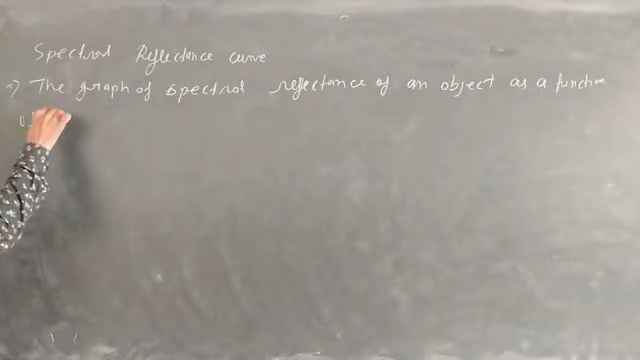 Spectral Reflectance curve
=> The graph of spectral reflectance of an object as a function